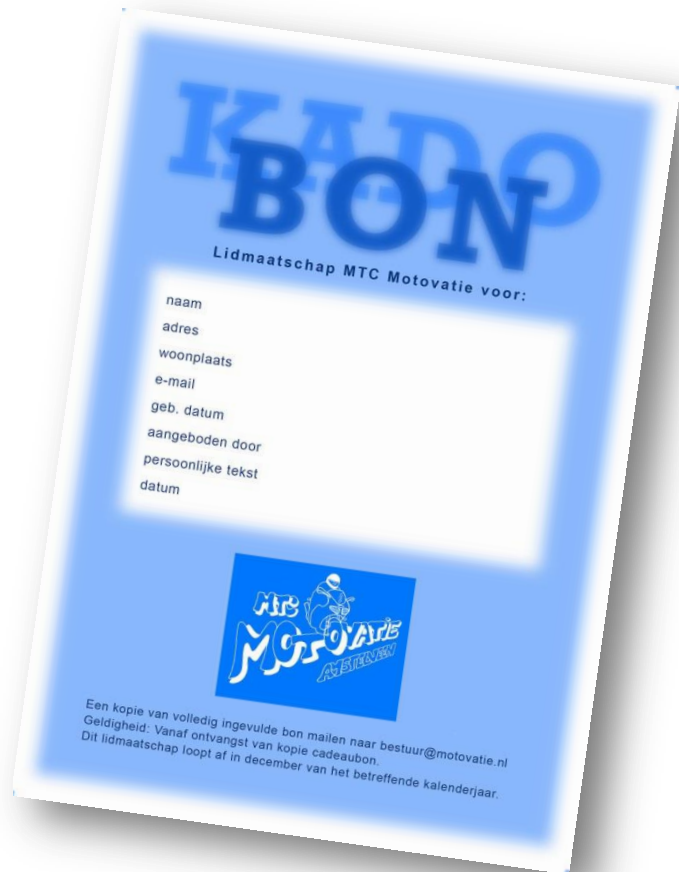 KADO
BON
Lidmaatschap MTC Motovatie voor:
naam
adres
woonplaats
e-mail
geb. datum
aangeboden door
persoonlijke tekst
datum
MTC
MOTOVATIE
AMSTELVEEN
Een kopie van volledig ingevulde bon mailen naar bestuur@motovatie.nl
Geldigheid: Vanaf ontvangst van kopie cadeaubon.
Dit lidmaatschap loopt af in december van het betreffende kalenderjaar.